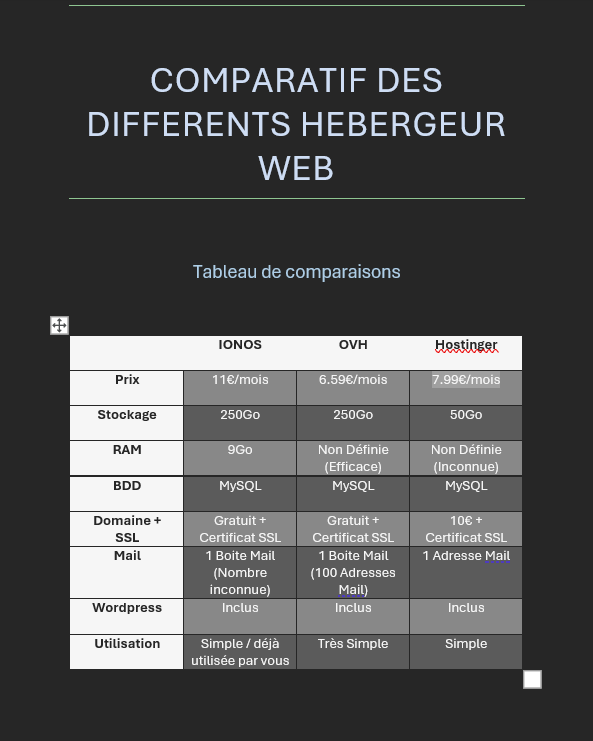 COMPARATIF DES
DIFFERENTS HEBERGEUR
WEB
Tableau de comparaisons
IONOS OVH Hostinger
Prix 11€/mois 6.59€/mois 7.99€/mois
Stockage 250Go 250Go 50Go
RAM 9Go Non Définie Non Définie
(Efficace) (Inconnue)
BDD MySQL MySQL MySQL
Domaine + Gratuit + Gratuit + 10€ +
SSL Certificat SSL Certificat SSL Certificat SSL
Mail 1 Boite Mail 1 Boite Mail 1 Adresse Mail
(Nombre (100 Adresses
inconnue) Mail)
Wordpress Inclus Inclus Inclus
Utilisation Simple / déjà Très Simple Simple
utilisée par vous